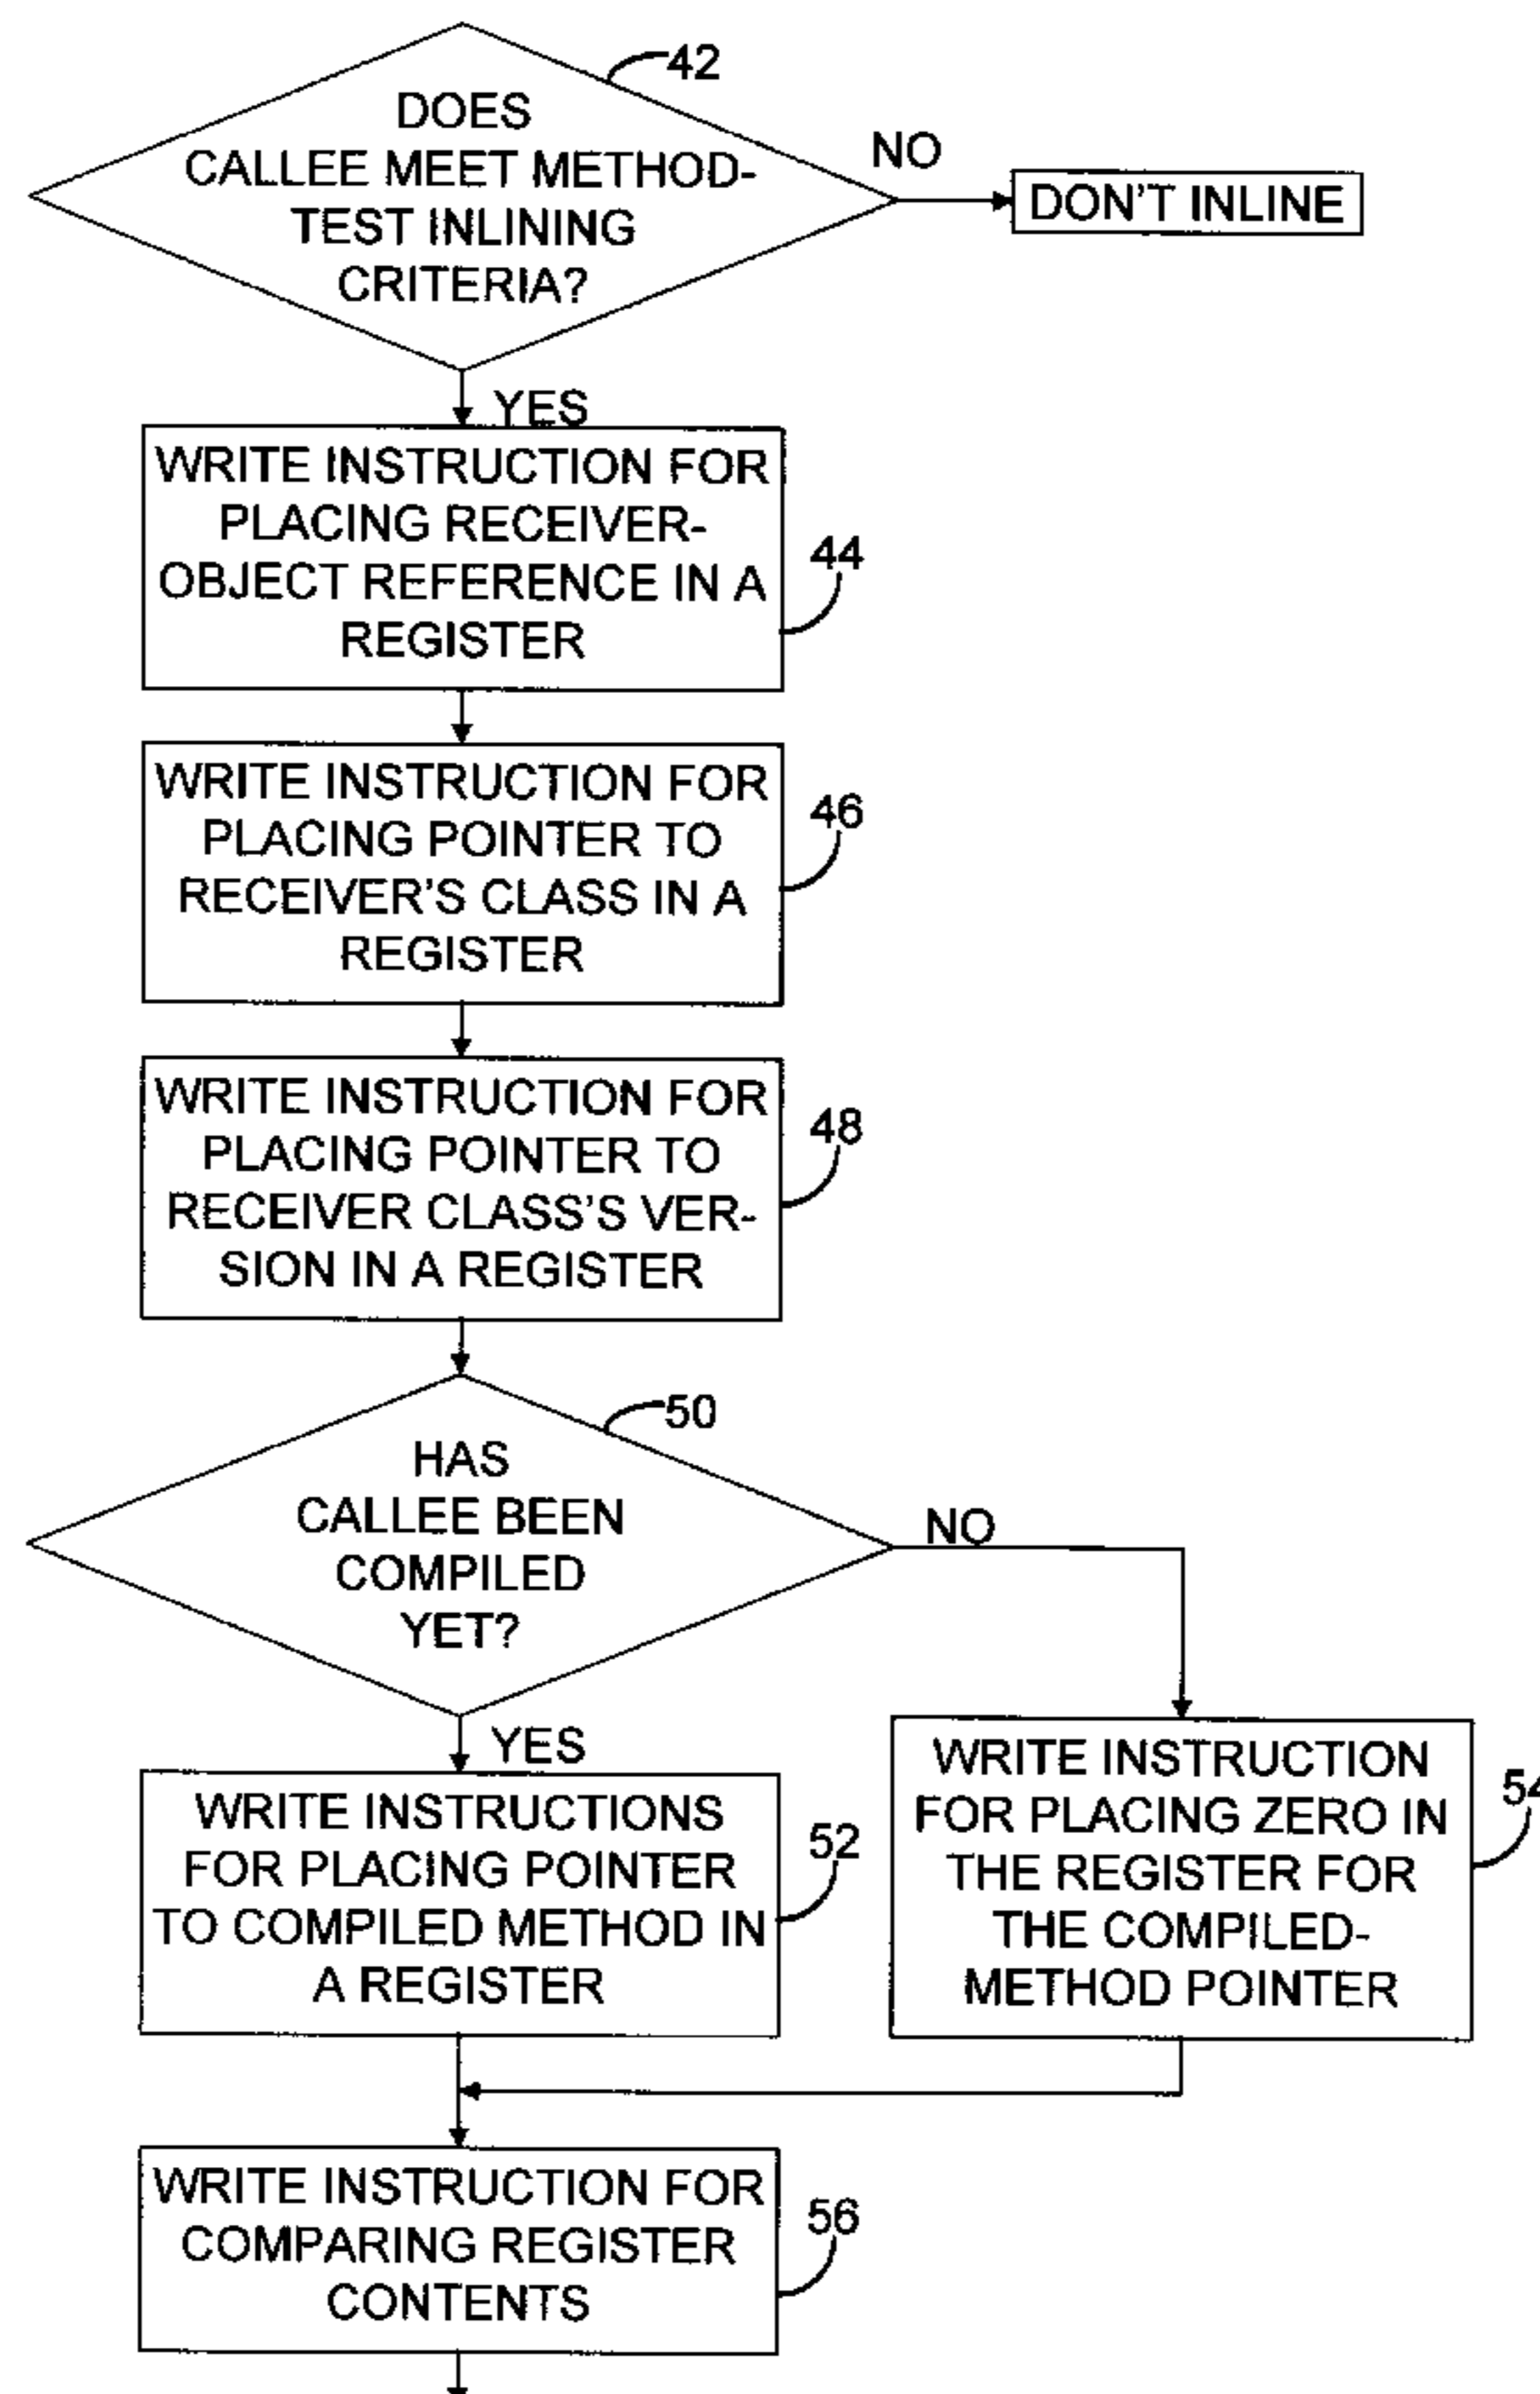 42
DOES
CALLEE MEET METHOD-
TEST INLINING
CRITERIA?
NO
DON'T INLINE
YES
WRITE INSTRUCTION FOR
PLACING RECEIVER-
OBJECT REFERENCE IN A
REGISTER
44
WRITE INSTRUCTION FOR
PLACING POINTER TO
RECEIVER'S CLASS IN A
REGISTER
46
WRITE INSTRUCTION FOR
PLACING POINTER TO
RECEIVER CLASS'S VER-
SION IN A REGISTER
48
50
HAS
CALLEE BEEN
COMPILED
YET?
NO
YES
WRITE INSTRUCTIONS
FOR PLACING POINTER
TO COMPILED METHOD IN
A REGISTER
52
WRITE INSTRUCTION
FOR PLACING ZERO IN
THE REGISTER FOR
THE COMPILED-
METHOD POINTER
54
WRITE INSTRUCTION FOR
COMPARING REGISTER
CONTENTS
56